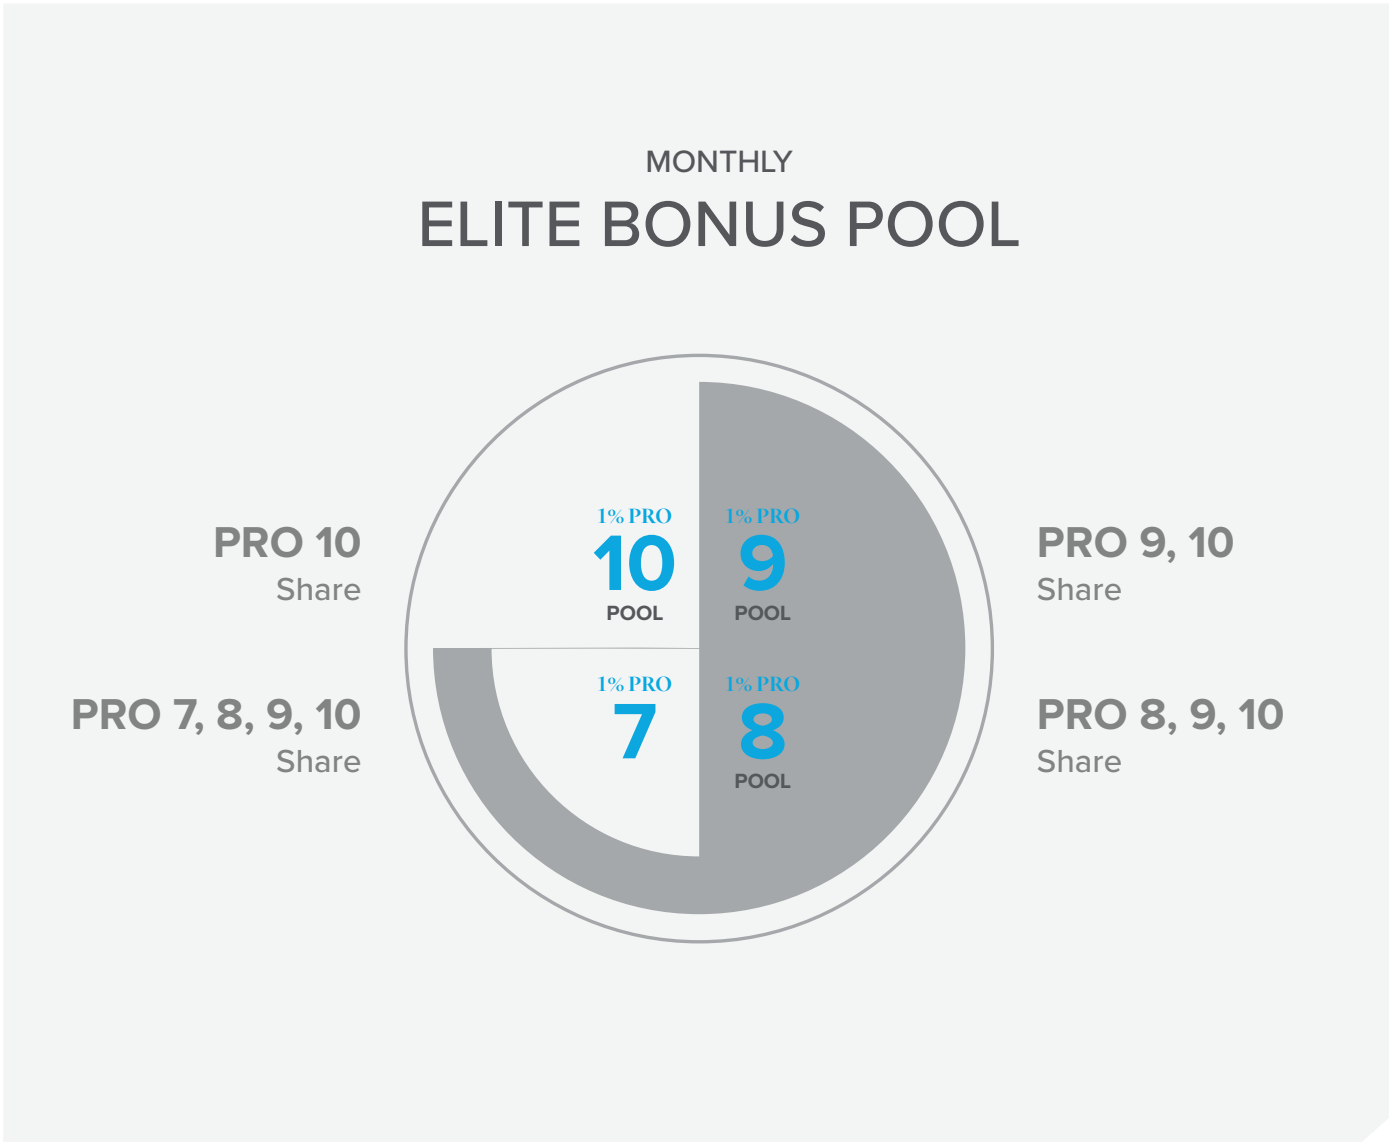 MONTHLY
ELITE BONUS POOL
PRO 10
Share
1% PRO
10
POOL
1% PRO
9
POOL
PRO 9, 10
Share
PRO 7, 8, 9, 10
Share
1% PRO
7
1% PRO
8
POOL
PRO 8, 9, 10
Share